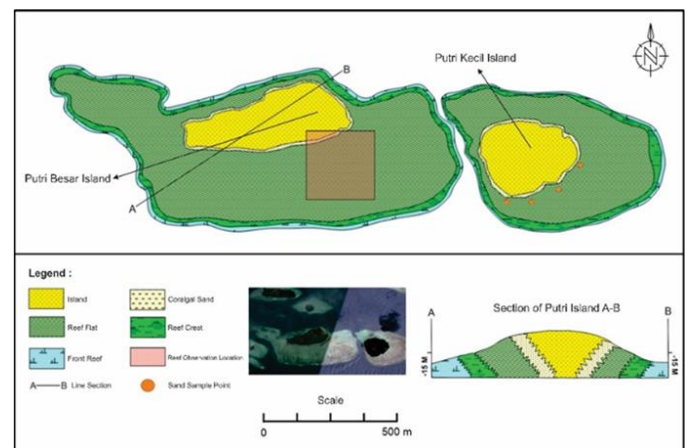 N
B
Putri Kecil Island
Putri Besar Island
A
Legend :
Island
Coralgal Sand
Reef Flat
Reef Crest
Front Reef
Reef Observation Location
A B Line Section
Sand Sample Point
Section of Putri Island A-B
A B
-15 M -15 M
Scale
0 500 m